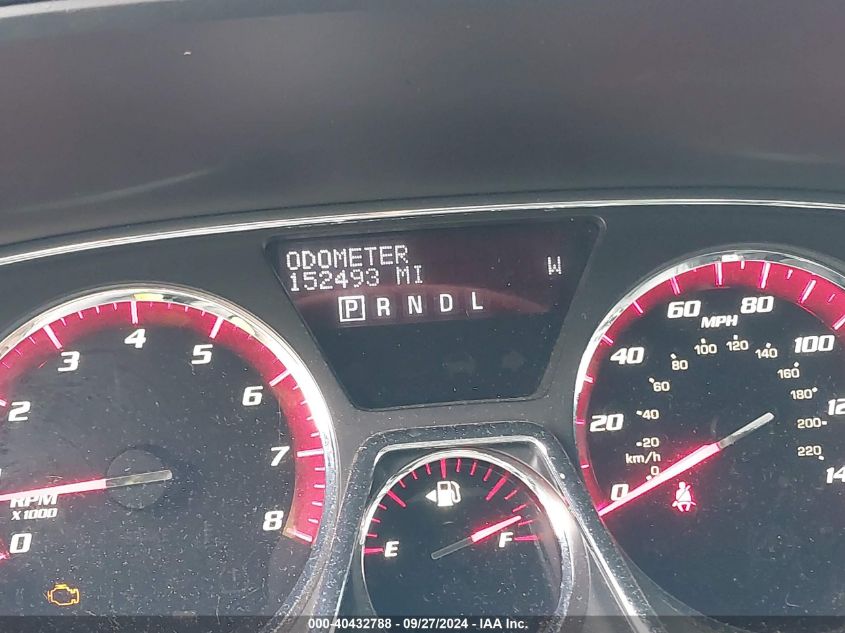 ODOMETER
152493 MI W
P R N D L
2 3 4 5 6 7 8
RPM
X1000
0
E F
0 20 40 60 80 100
MPH
km/h
0 20 40 60 80 100 120 140 160 180 200 220
000-40432788 - 09/27/2024 - IAA Inc.